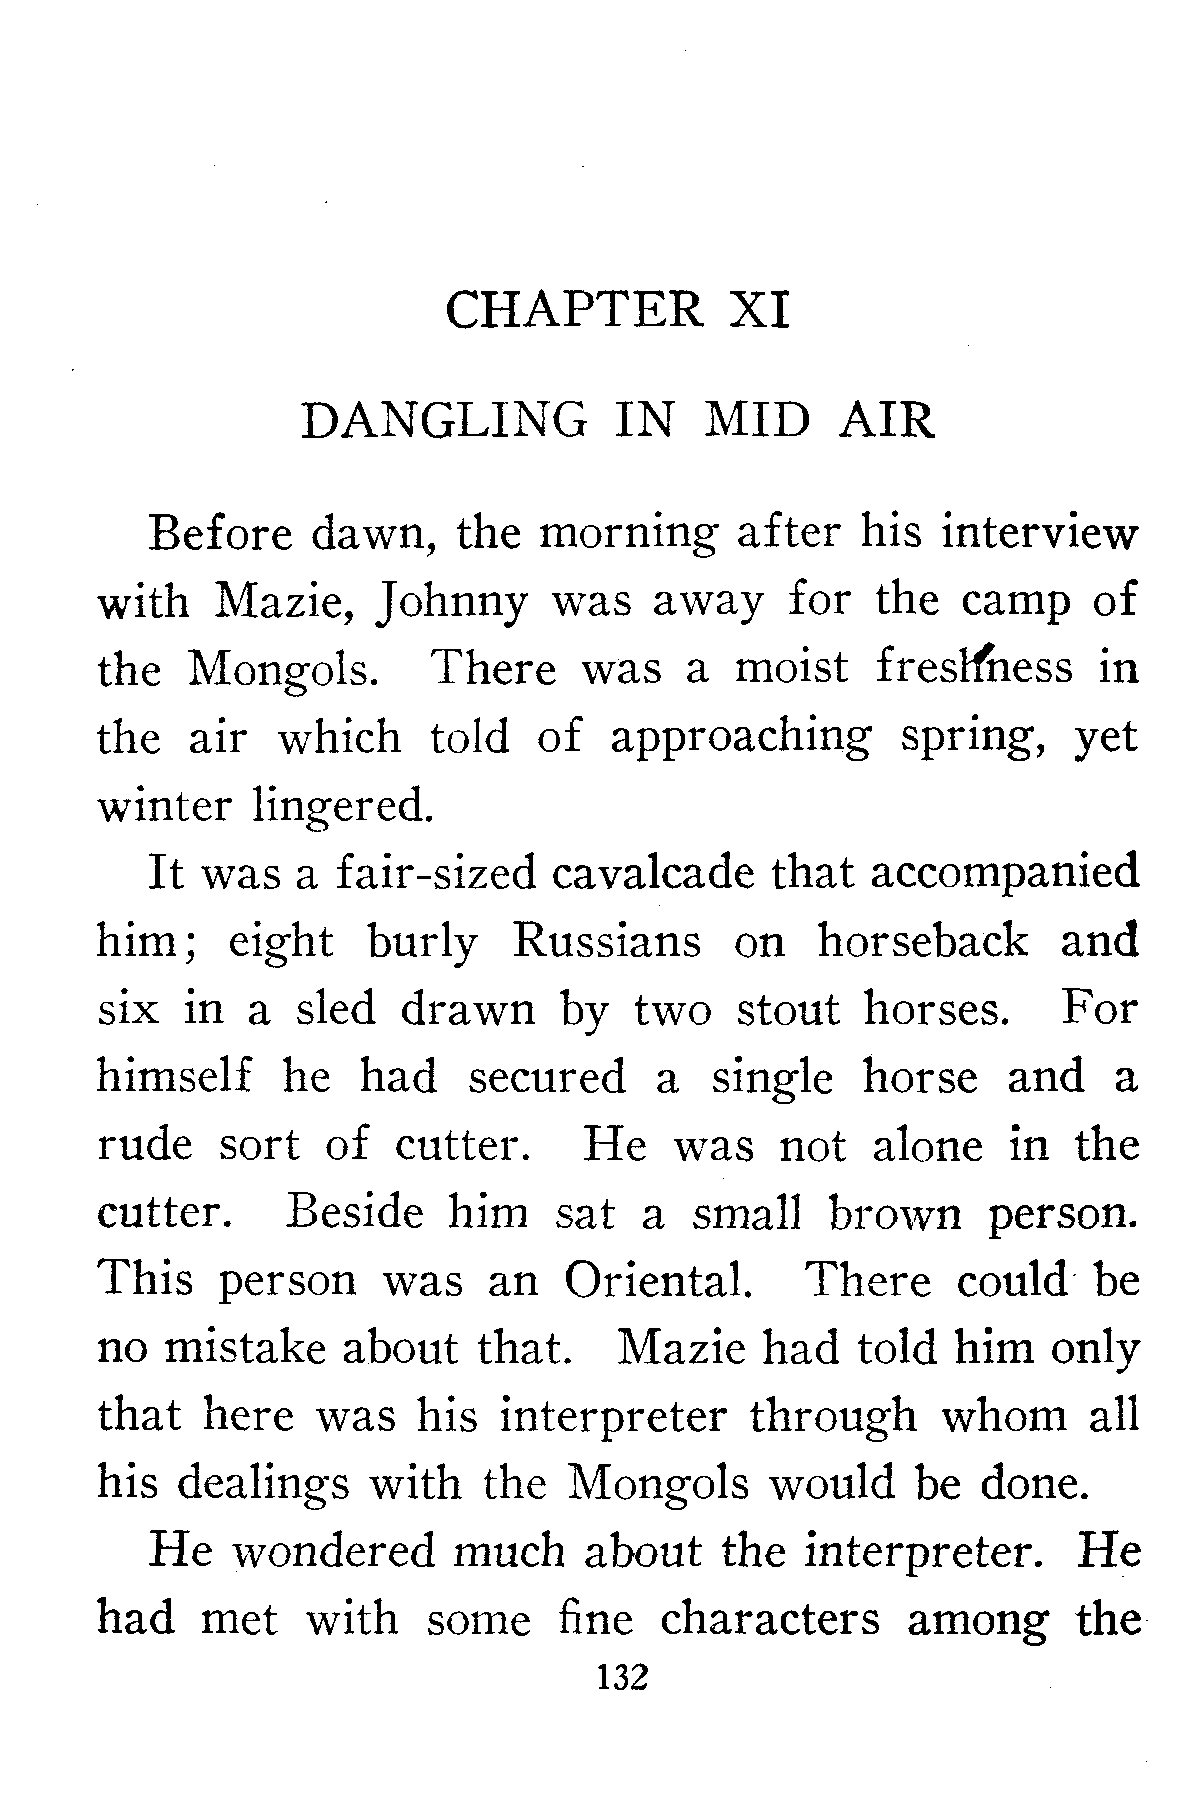 CHAPTER XI
DANGLING IN MID AIR
Before dawn, the morning after his interview
with Mazie, Johnny was away for the camp of
the Mongols. There was a moist freshness in
the air which told of approaching spring, yet
winter lingered.
It was a fair-sized cavalcade that accompanied
him; eight burly Russians on horseback and
six in a sled drawn by two stout horses. For
himself he had secured a single horse and a
rude sort of cutter. He was not alone in the
cutter. Beside him sat a small brown person.
This person was an Oriental. There could be
no mistake about that. Mazie had told him only
that here was his interpreter through whom all
his dealings with the Mongols would be done.
He wondered much about the interpreter. He
had met with some fine characters among the
132